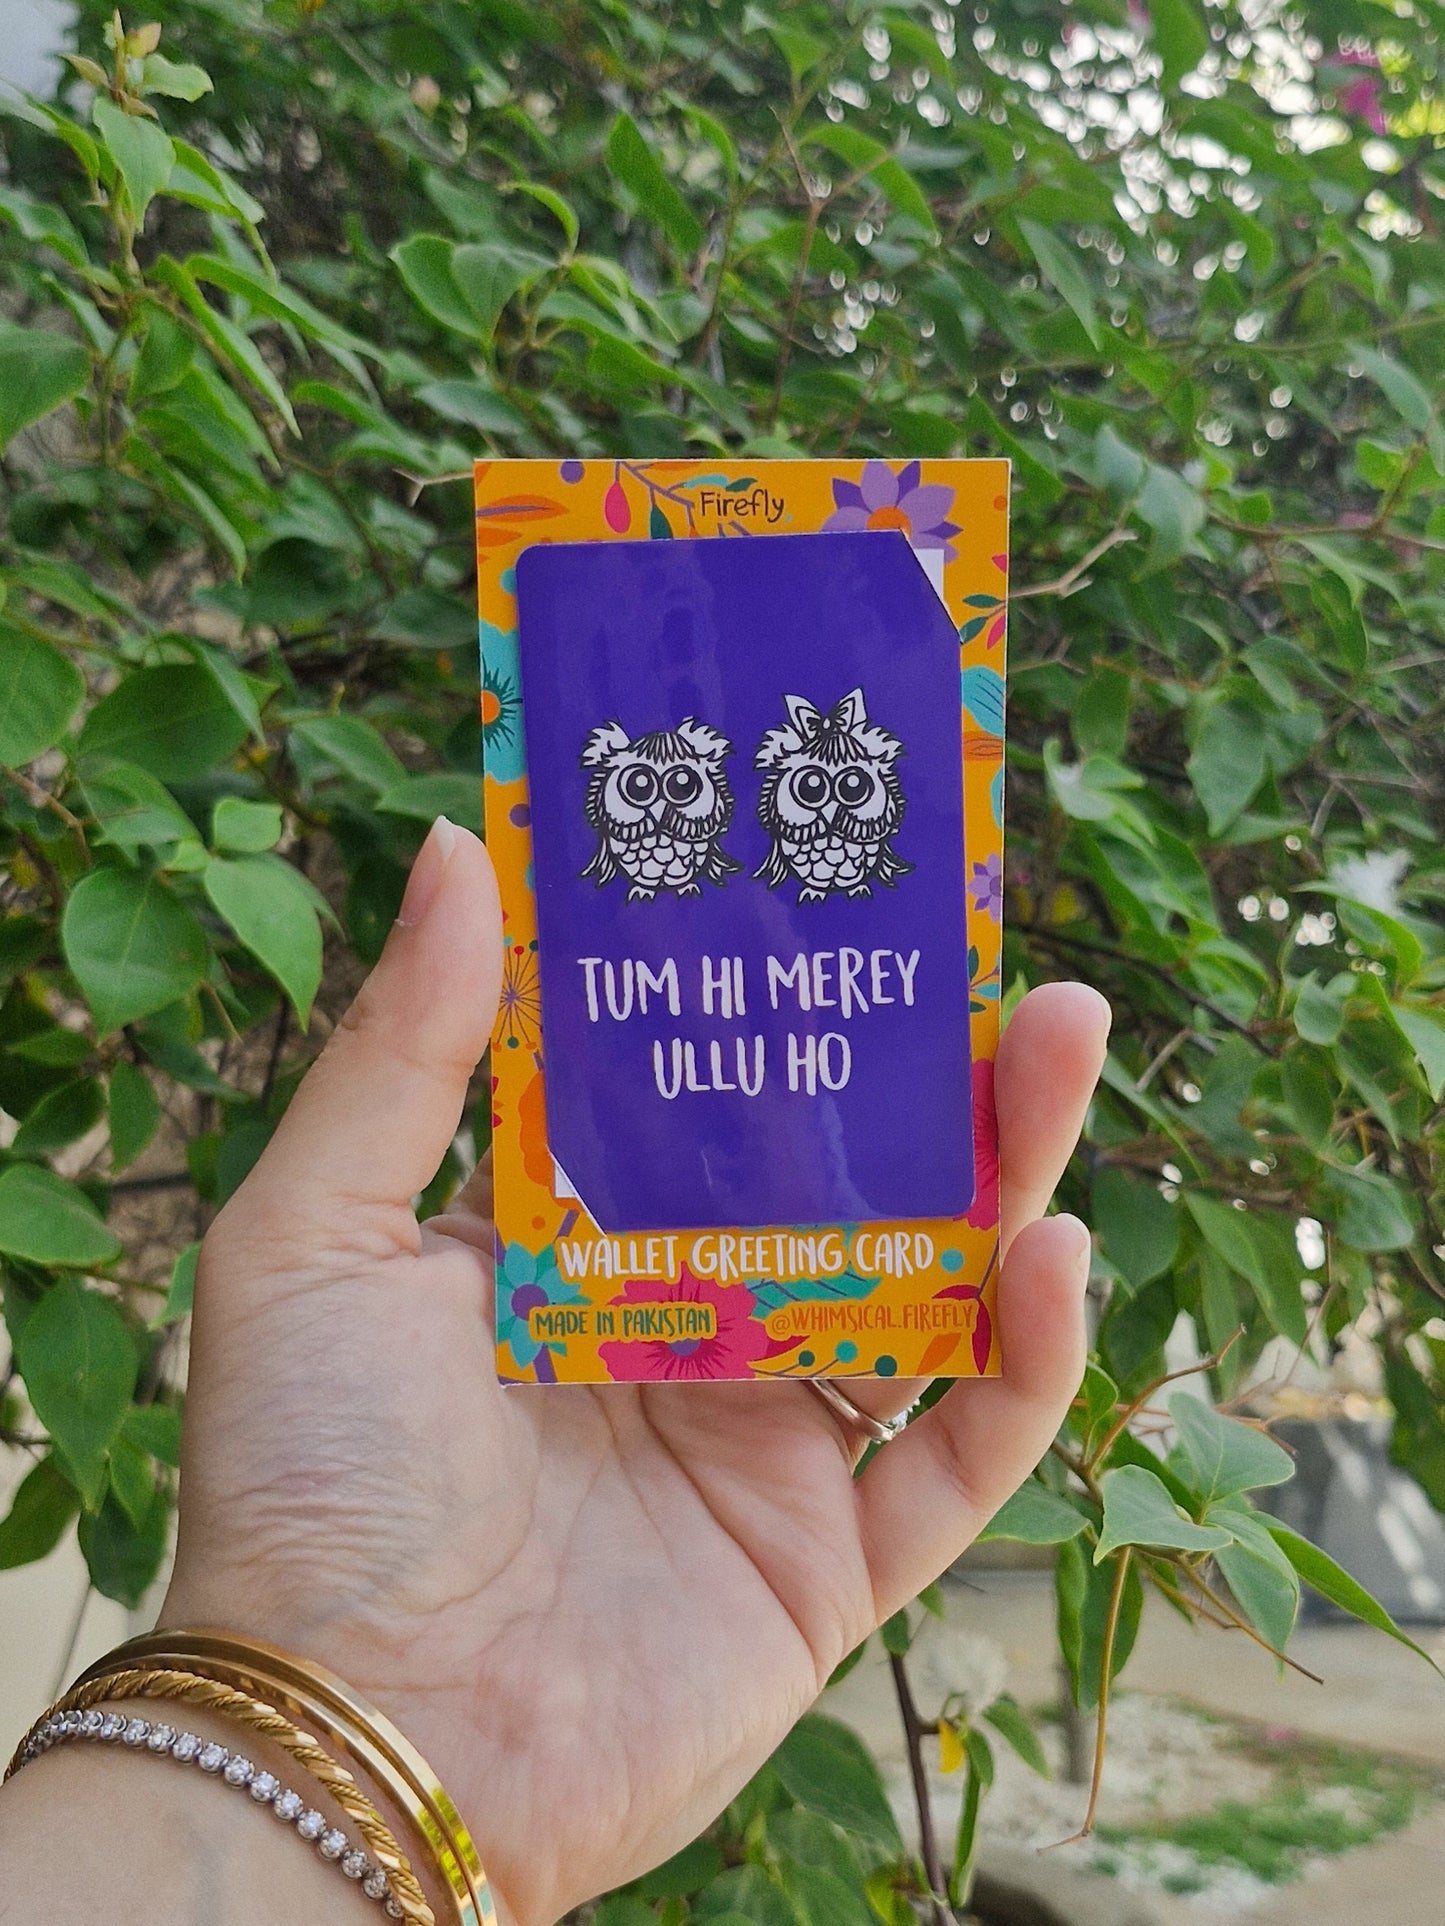 Firefly
TUM HI MEREY
ULLU HO
WALLET GREETING CARD
MADE IN PAKISTAN
@WHIMSICAL.FIREFLY